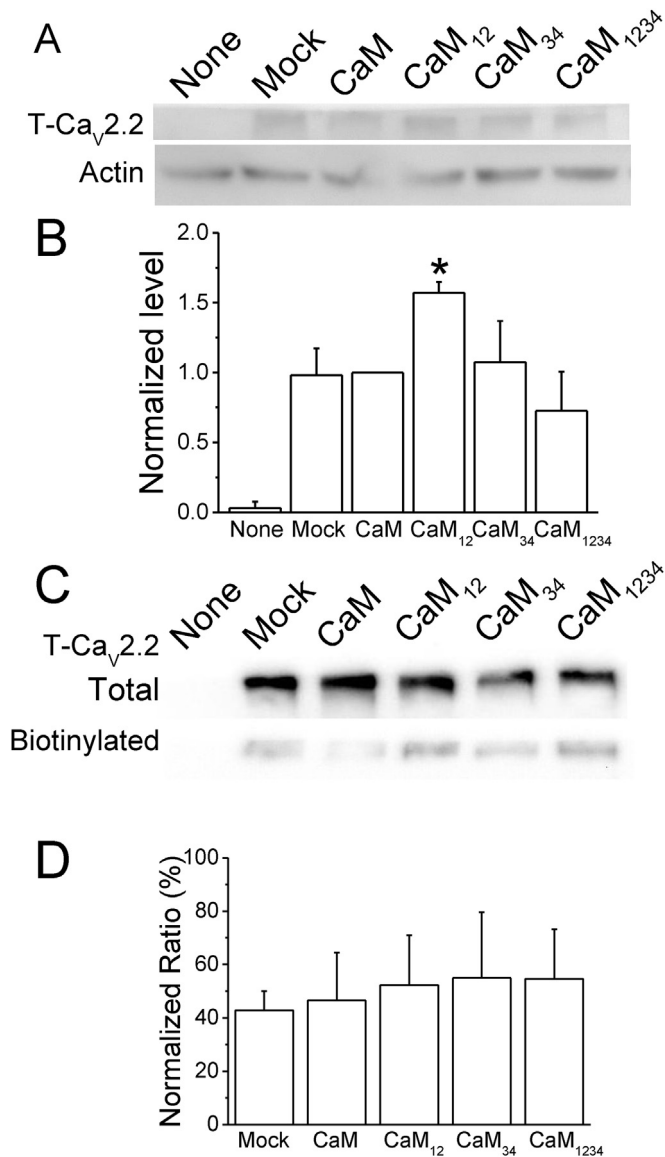 A
None Mock CaM CaM12 CaM34 CaM1234
T-CaV2.2
Actin
B
Normalized level
2.0
1.5
1.0
0.5
0.0
*
None Mock CaM CaM12 CaM34 CaM1234
C
None Mock CaM CaM12 CaM34 CaM1234
T-CaV2.2
Total
Biotinylated
D
Normalized Ratio (%)
100
80
60
40
20
0
Mock CaM CaM12 CaM34 CaM1234